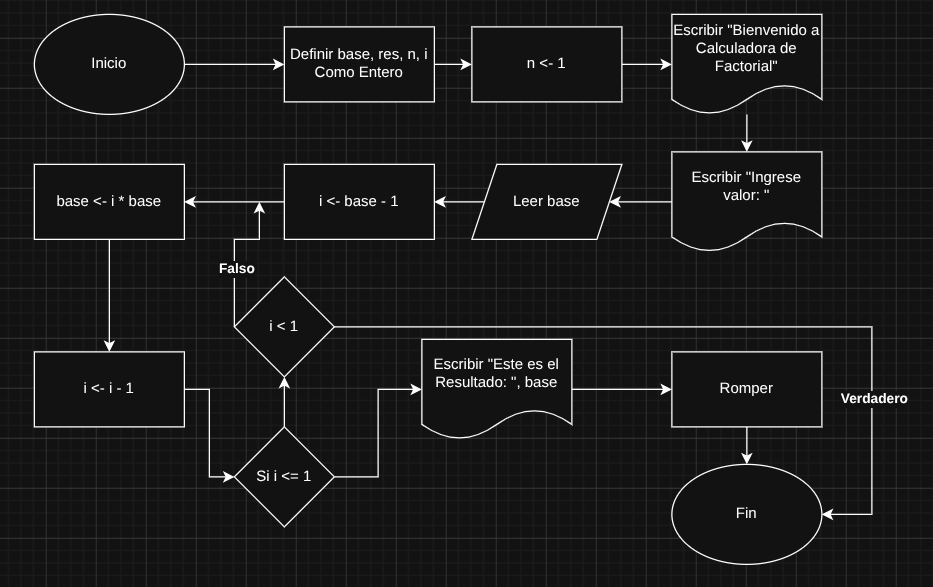 Inicio
Definir base, res, n, i
Como Entero
n <- 1
Escribir "Bienvenido a
Calculadora de
Factorial"
base <- i * base
i <- base - 1
Leer base
Escribir "Ingrese
valor: "
Falso
i < 1
i <- i - 1
Escribir "Este es el
Resultado: ", base
Romper
Verdadero
Si i <= 1
Fin